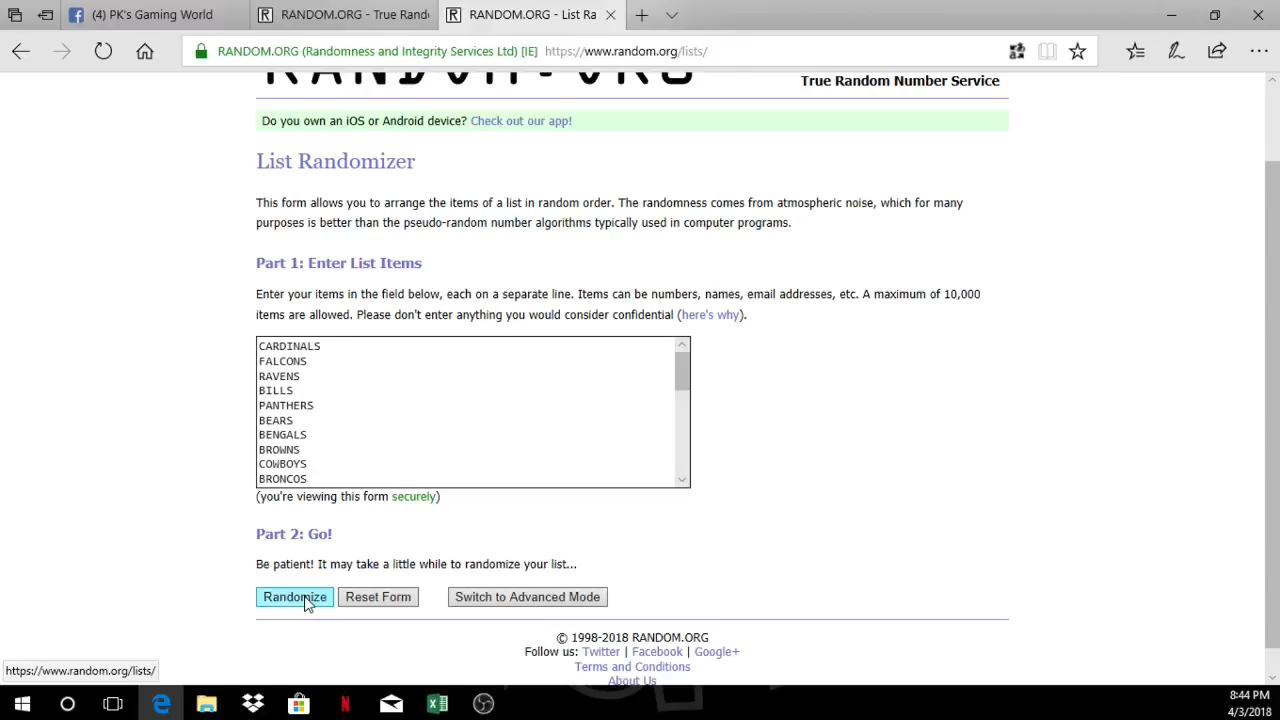 (4) PK's Gaming World
RANDOM.ORG - True Rand
RANDOM.ORG - List Ra
RANDOM.ORG (Randomness and Integrity Services Ltd) [IE] https://www.random.org/lists/
RANDOM.ORG
True Random Number Service
Do you own an iOS or Android device? Check out our app!
List Randomizer
This form allows you to arrange the items of a list in random order. The randomness comes from atmospheric noise, which for many
purposes is better than the pseudo-random number algorithms typically used in computer programs.
Part 1: Enter List Items
Enter your items in the field below, each on a separate line. Items can be numbers, names, email addresses, etc. A maximum of 10,000
items are allowed. Please don't enter anything you would consider confidential (here's why).
CARDINALS
FALCONS
RAVENS
BILLS
PANTHERS
BEARS
BENGALS
BROWNS
COWBOYS
BRONCOS
(you're viewing this form securely)
Part 2: Go!
Be patient! It may take a little while to randomize your list...
Randomize Reset Form Switch to Advanced Mode
© 1998-2018 RANDOM.ORG
Follow us: Twitter | Facebook | Google+
Terms and Conditions
About Us
https://www.random.org/lists/
8:44 PM
4/3/2018